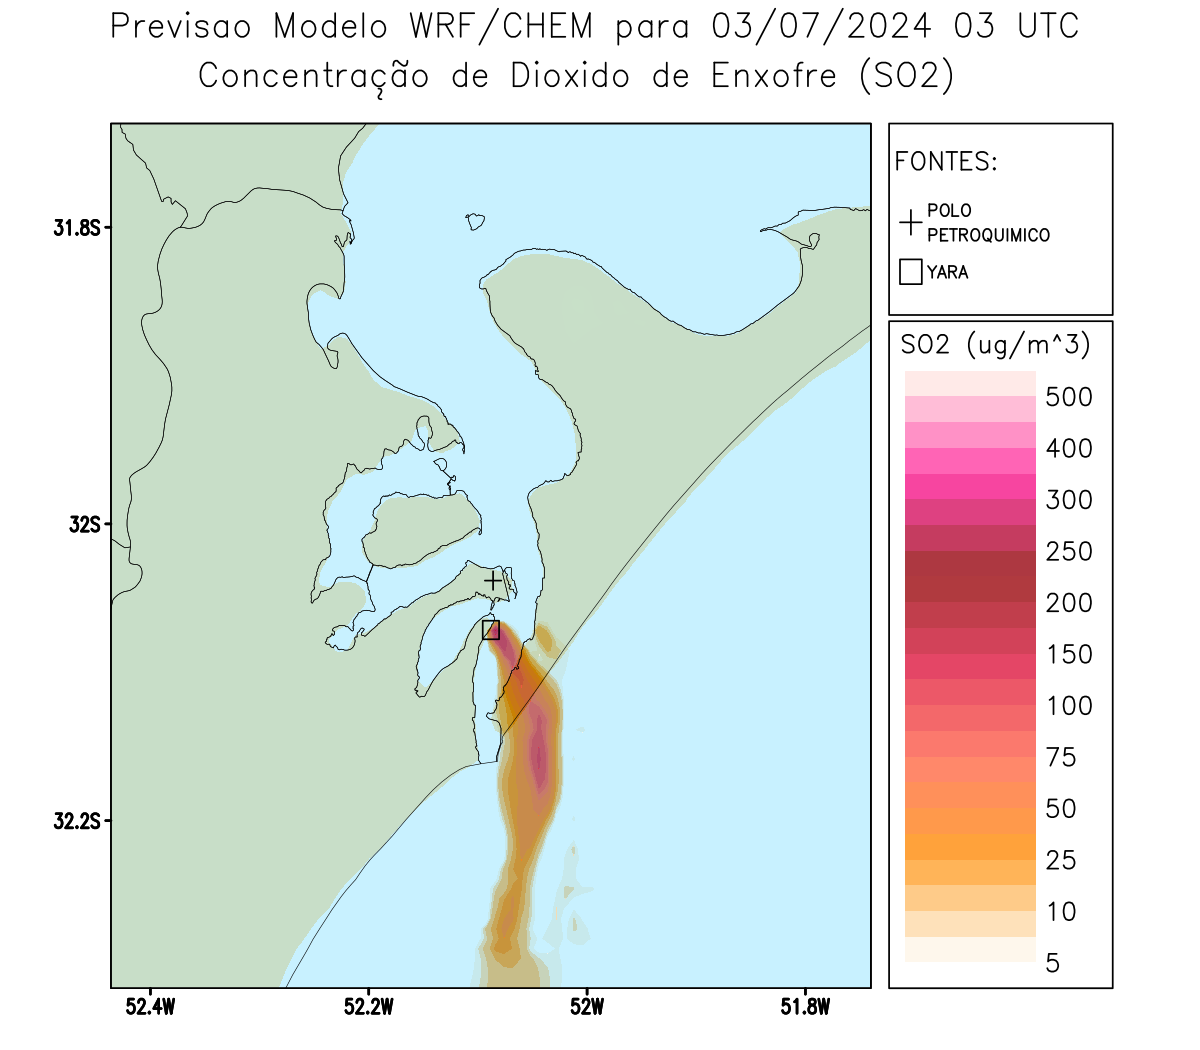 Previsao Modelo WRF/CHEM para 03/07/2024 03 UTC
Concentração de Dioxido de Enxofre (SO2)
FONTES:
POLO
PETROQUIMICO
YARA
31.8S
32S
32.2S
52.4W
52.2W
52W
51.8W
SO2 (ug/m^3)
500
400
300
250
200
150
100
75
50
25
10
5